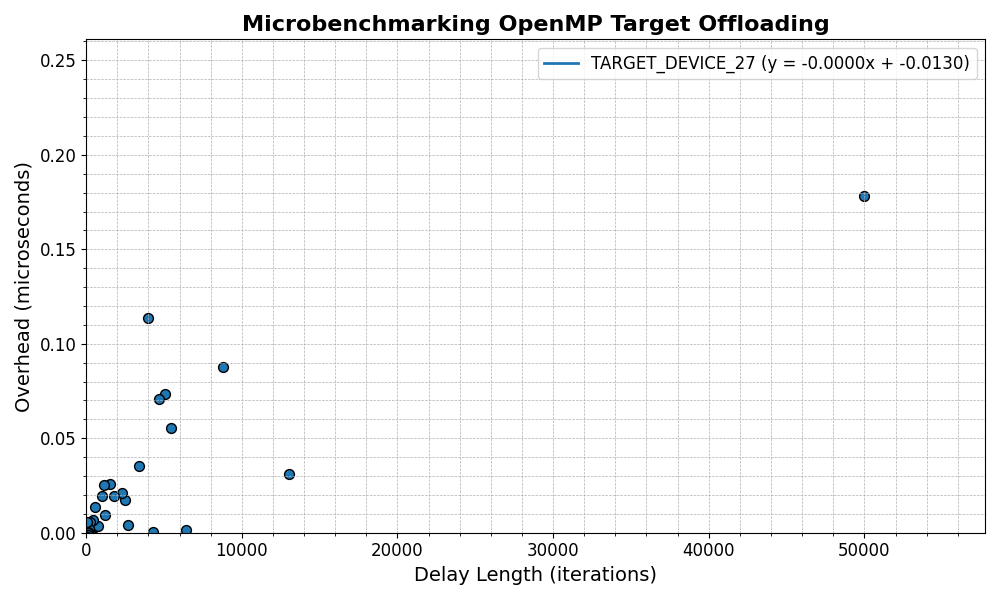 Microbenchmarking OpenMP Target Offloading
TARGET_DEVICE_27 (y = -0.0000x + -0.0130)
Overhead (microseconds)
0.25
0.20
0.15
0.10
0.05
0.00
0 10000 20000 30000 40000 50000
Delay Length (iterations)